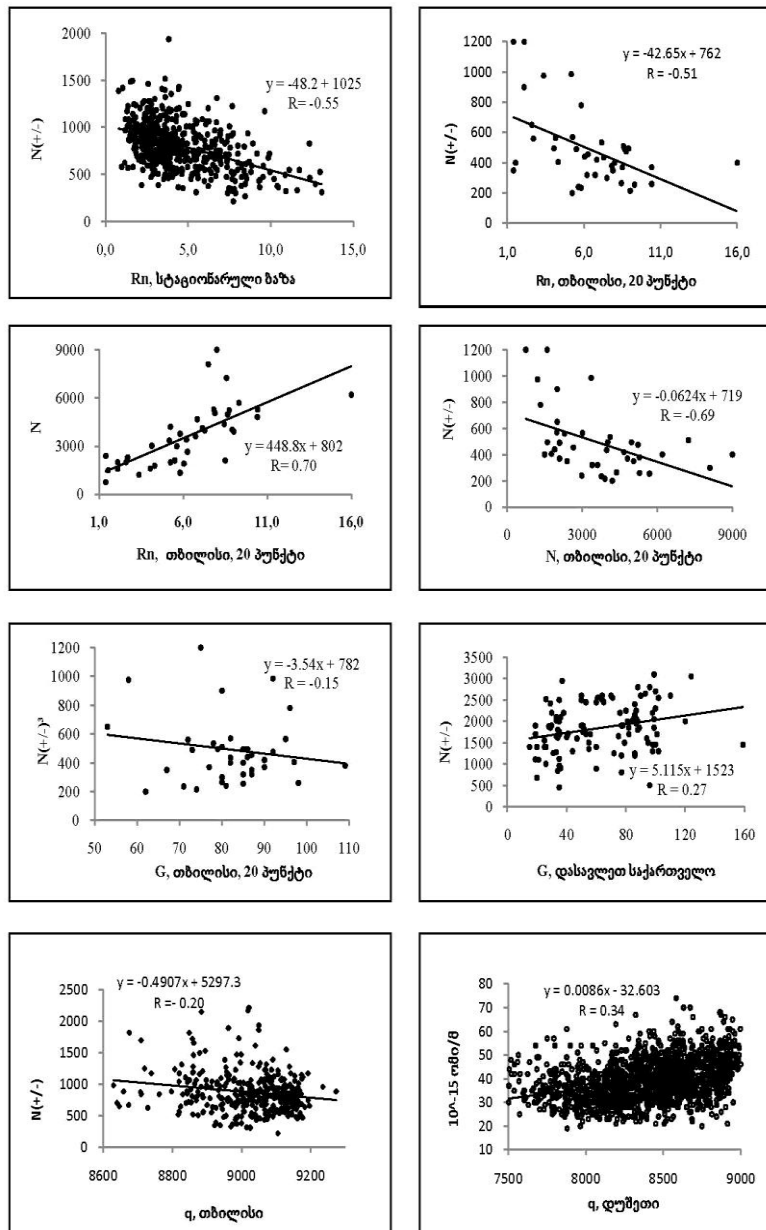 2000
1500
1000
500
0
N(+/-)
y = -48.2 + 1025
R= -0.55
0,0 5,0 10,0 15,0
Rn, სტაციონარული ბაზა
1200
1000
800
600
400
200
0
N(+/-)
y = -42.65x + 762
R = -0.51
1,0 6,0 11,0 16,0
Rn, თბილისი, 20 პუნქტი
9000
6000
3000
0
N
y = 448.8x + 802
R= 0.70
1,0 6,0 11,0 16,0
Rn, თბილისი, 20 პუნქტი
1400
1200
1000
800
600
400
200
0
N(+/-)
y = -0.0624x + 719
R = -0.69
0 3000 6000 9000
N, თბილისი, 20 პუნქტი
1200
1000
800
600
400
200
0
N(+/-)³
y = -3.54x + 782
R = -0.15
50 60 70 80 90 100 110
G, თბილისი, 20 პუნქტი
3500
3000
2500
2000
1500
1000
500
0
N(+/-)
y = 5.115x + 1523
R = 0.27
0 40 80 120 160
G, დასავლეთ საქართველო
2500
2000
1500
1000
500
0
N(+/-)
y = -0.4907x + 5297.3
R =- 0.20
8600 8800 9000 9200
q, თბილისი
80
70
60
50
40
30
20
10
10^-15 ომი/მ
y = 0.0086x - 32.603
R = 0.34
7500 8000 8500 9000
q, დუშეთი